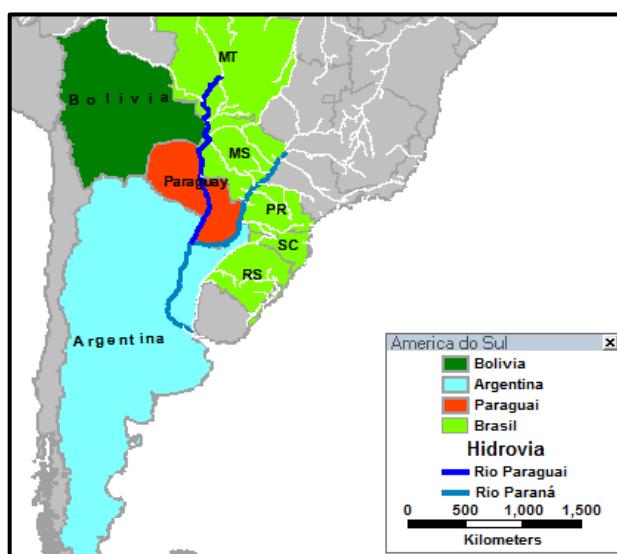 MT
Bolivia
MS
Paraguay
PR
SC
RS
Argentina
America do Sul
Bolivia
Argentina
Paraguai
Brasil
Hidrovia
Rio Paraguai
Rio Paraná
0 500 1,000 1,500
Kilometers